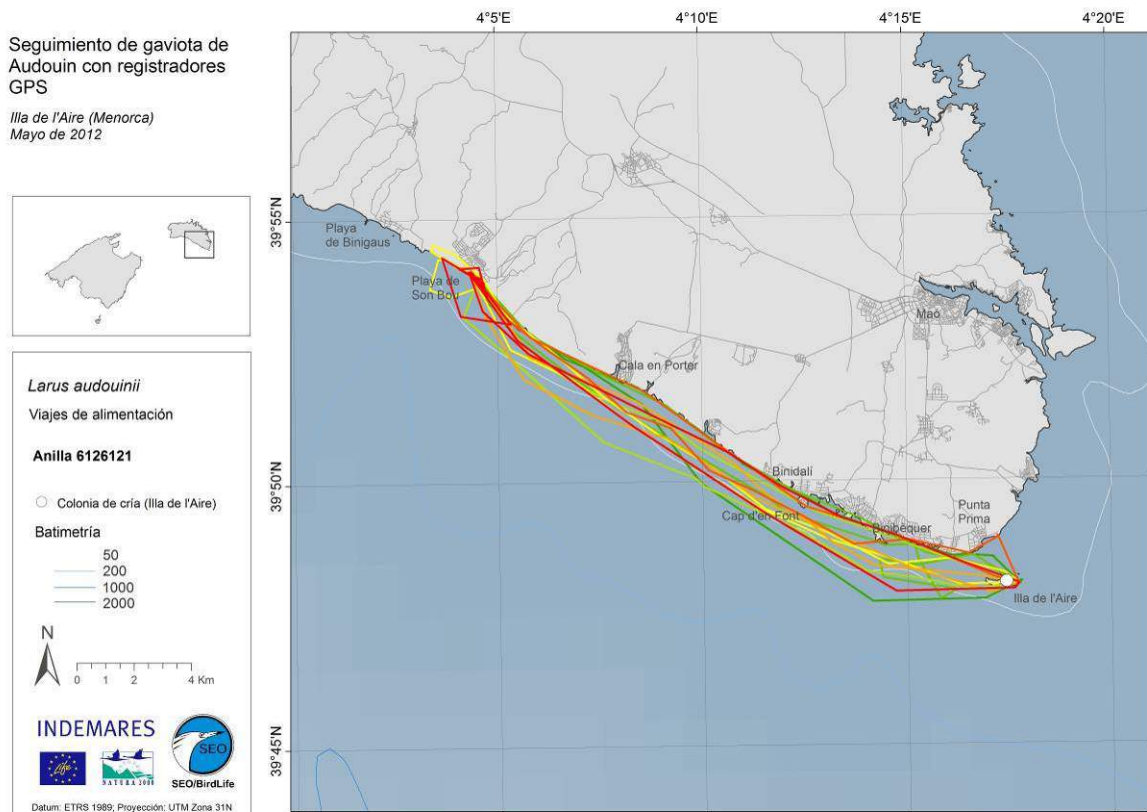 Seguimiento de gaviota de
Audouin con registradores
GPS
Illa de l'Aire (Menorca)
Mayo de 2012
Larus audouinii
Viajes de alimentación
Anilla 6126121
Colonia de cría (Illa de l'Aire)
Batimetría
50
200
1000
2000
N
0 1 2 4 Km
INDEMARES
Life
NATURA 2000
SEO
SEO/BirdLife
Datum: ETRS 1989; Proyección: UTM Zona 31N
4°5'E 4°10'E 4°15'E 4°20'E
39°55'N
39°50'N
39°45'N
Playa
de Binigaus
Playa de
Son Bou
Cala en Porter
Maó
Binidalí
Cap d'en Font
Binibèquer
Punta
Prima
Illa de l'Aire